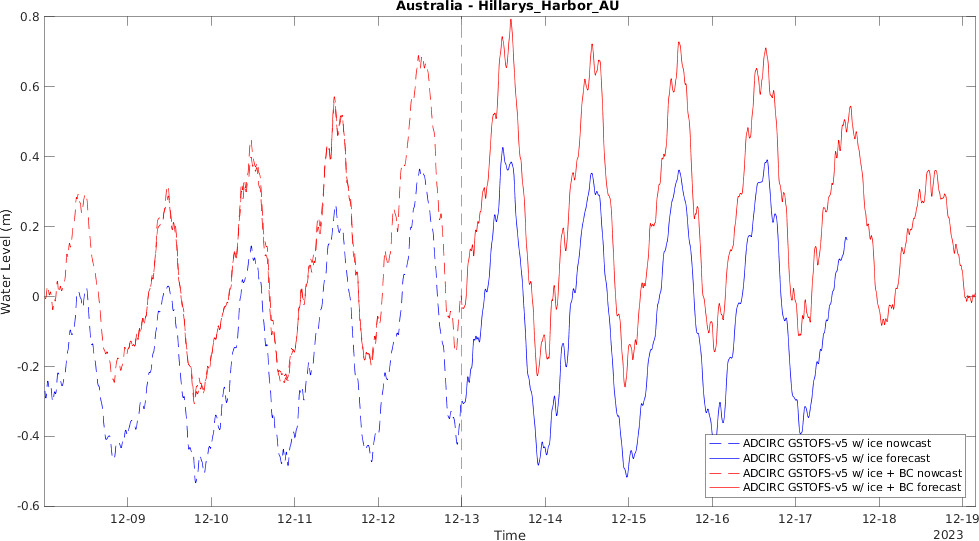 Australia - Hillarys_Harbor_AU
0.8
0.6
0.4
0.2
0
-0.2
-0.4
-0.6
Water Level (m)
ADCIRC GSTOFS-v5 w/ ice nowcast
ADCIRC GSTOFS-v5 w/ ice forecast
ADCIRC GSTOFS-v5 w/ ice + BC nowcast
ADCIRC GSTOFS-v5 w/ ice + BC forecast
12-09 12-10 12-11 12-12 12-13 12-14 12-15 12-16 12-17 12-18 12-19
Time 2023